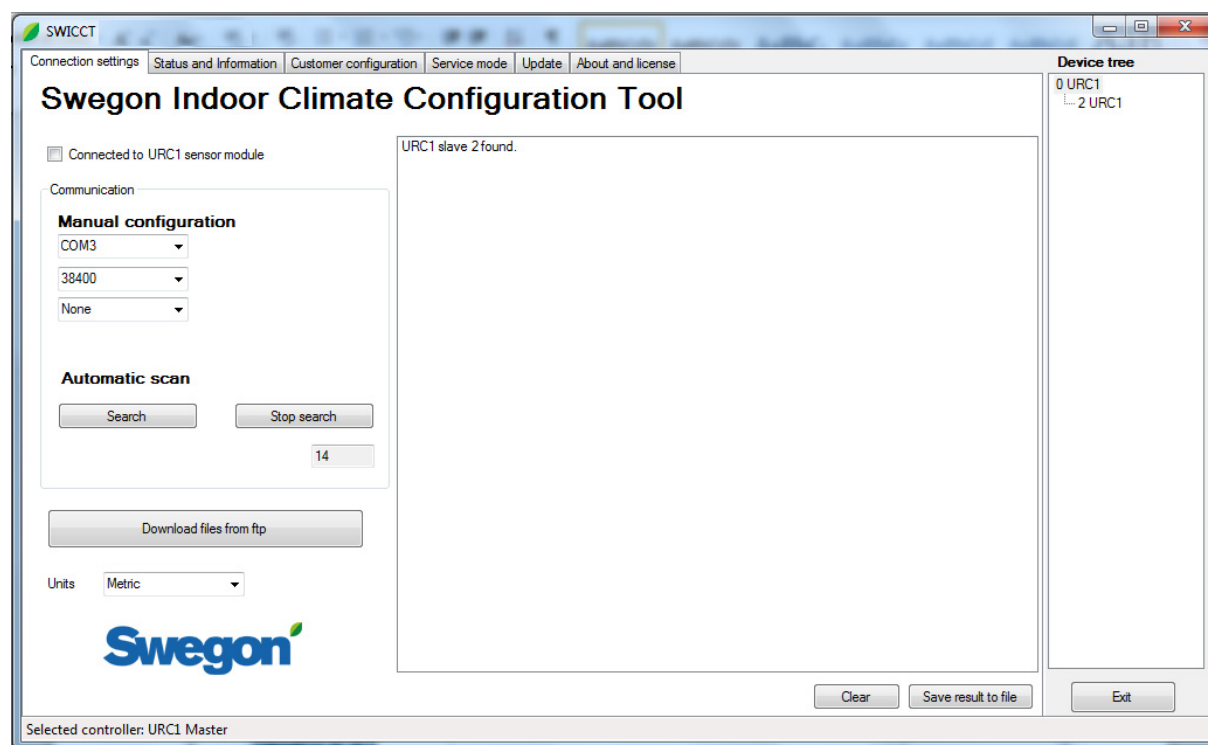 SWICCT
Connection settings Status and Information Customer configuration Service mode Update About and license
Device tree
Swegon Indoor Climate Configuration Tool
0 URC1
2 URC1
Connected to URC1 sensor module
URC1 slave 2 found.
Communication
Manual configuration
COM3
38400
None
Automatic scan
Search Stop search
14
Download files from ftp
Units Metric
Swegon
Clear Save result to file Exit
Selected controller: URC1 Master